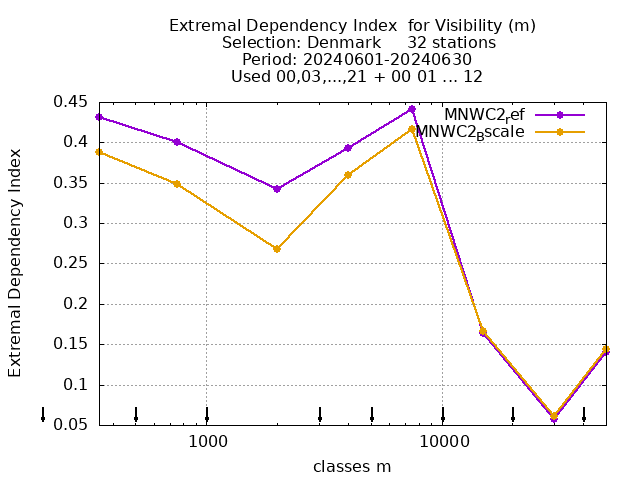 Extremal Dependency Index  for Visibility (m)
Selection: Denmark     32 stations
Period: 20240601-20240630
Used 00,03,...,21 + 00 01 ... 12
MNWC2ref
MNWC2Bscale
Extremal Dependency Index
0.45
0.4
0.35
0.3
0.25
0.2
0.15
0.1
0.05
1000
10000
classes m